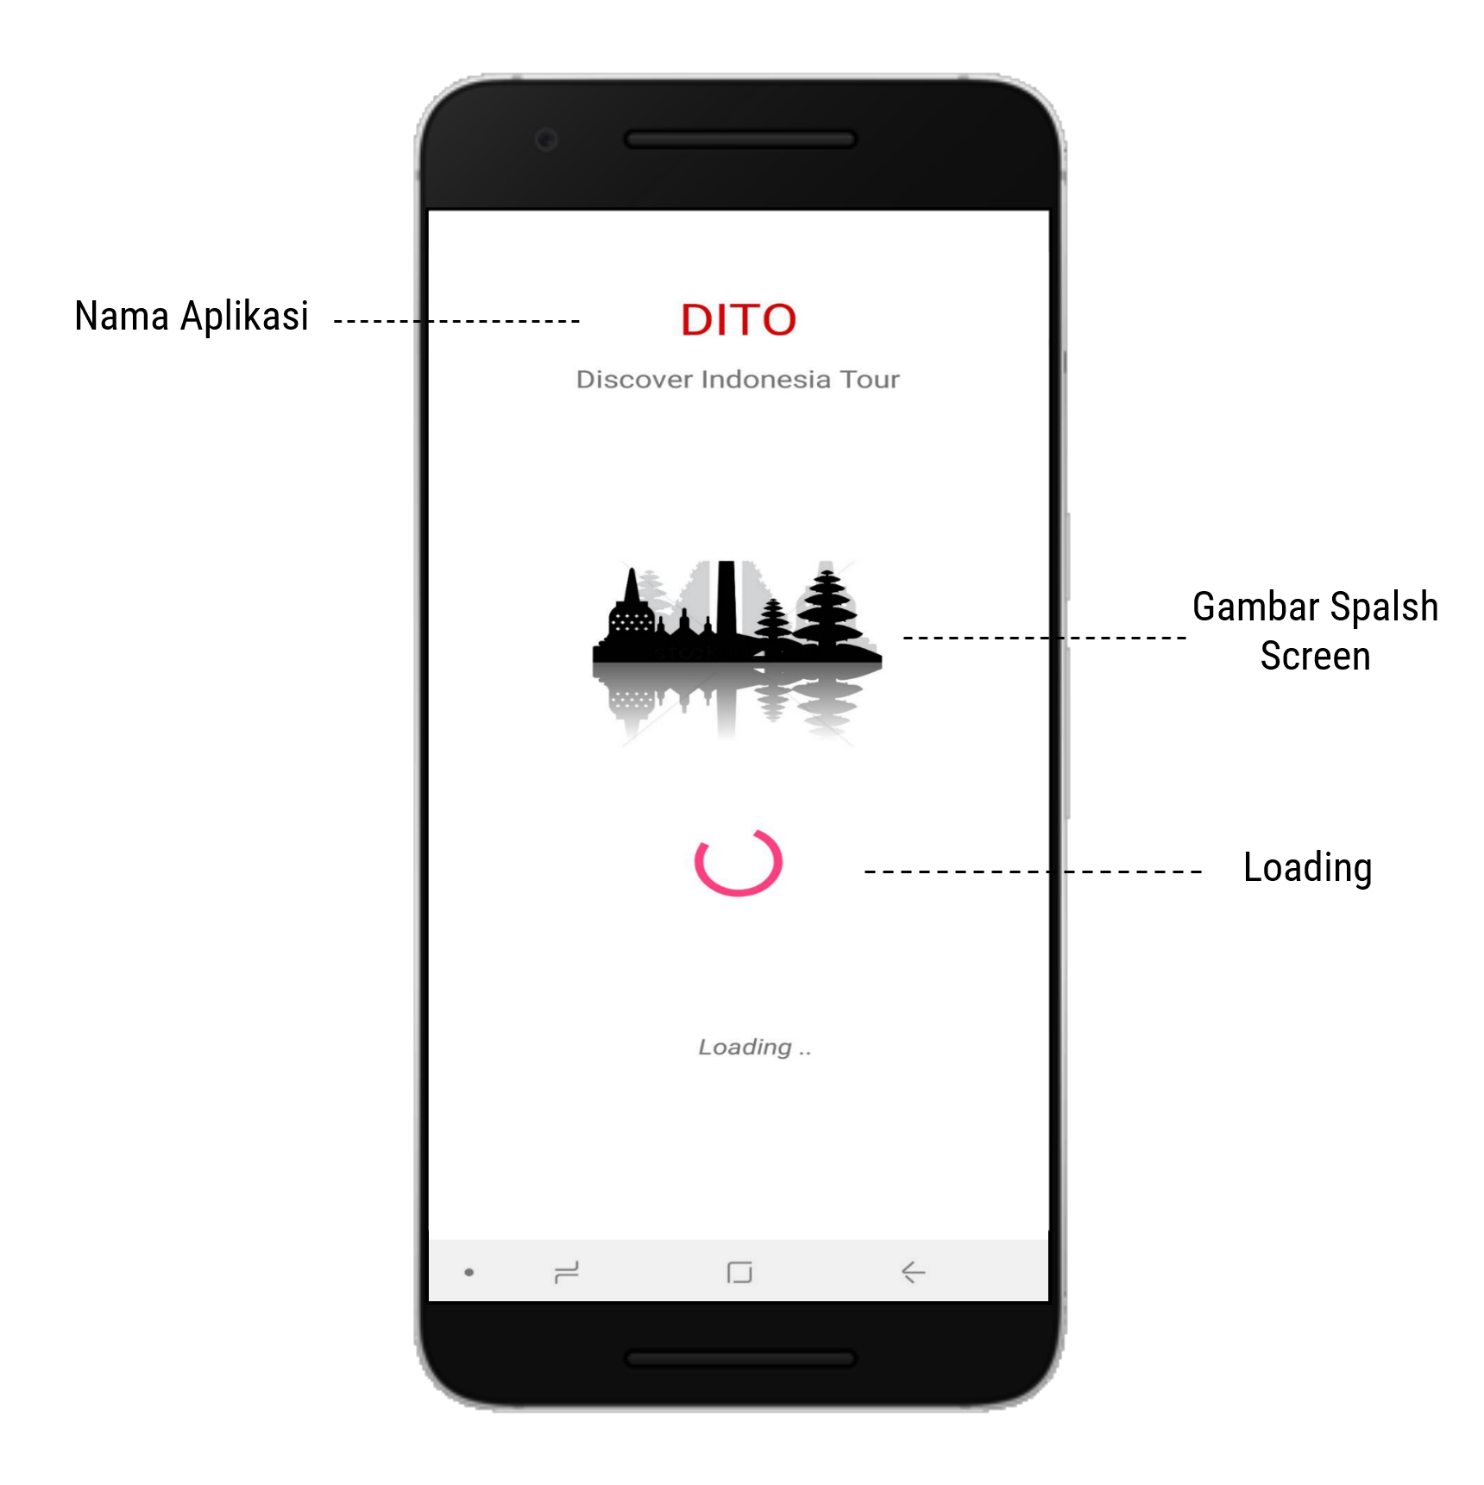 Nama Aplikasi
DITO
Discover Indonesia Tour
Gambar Spalsh
Screen
Loading
Loading ..